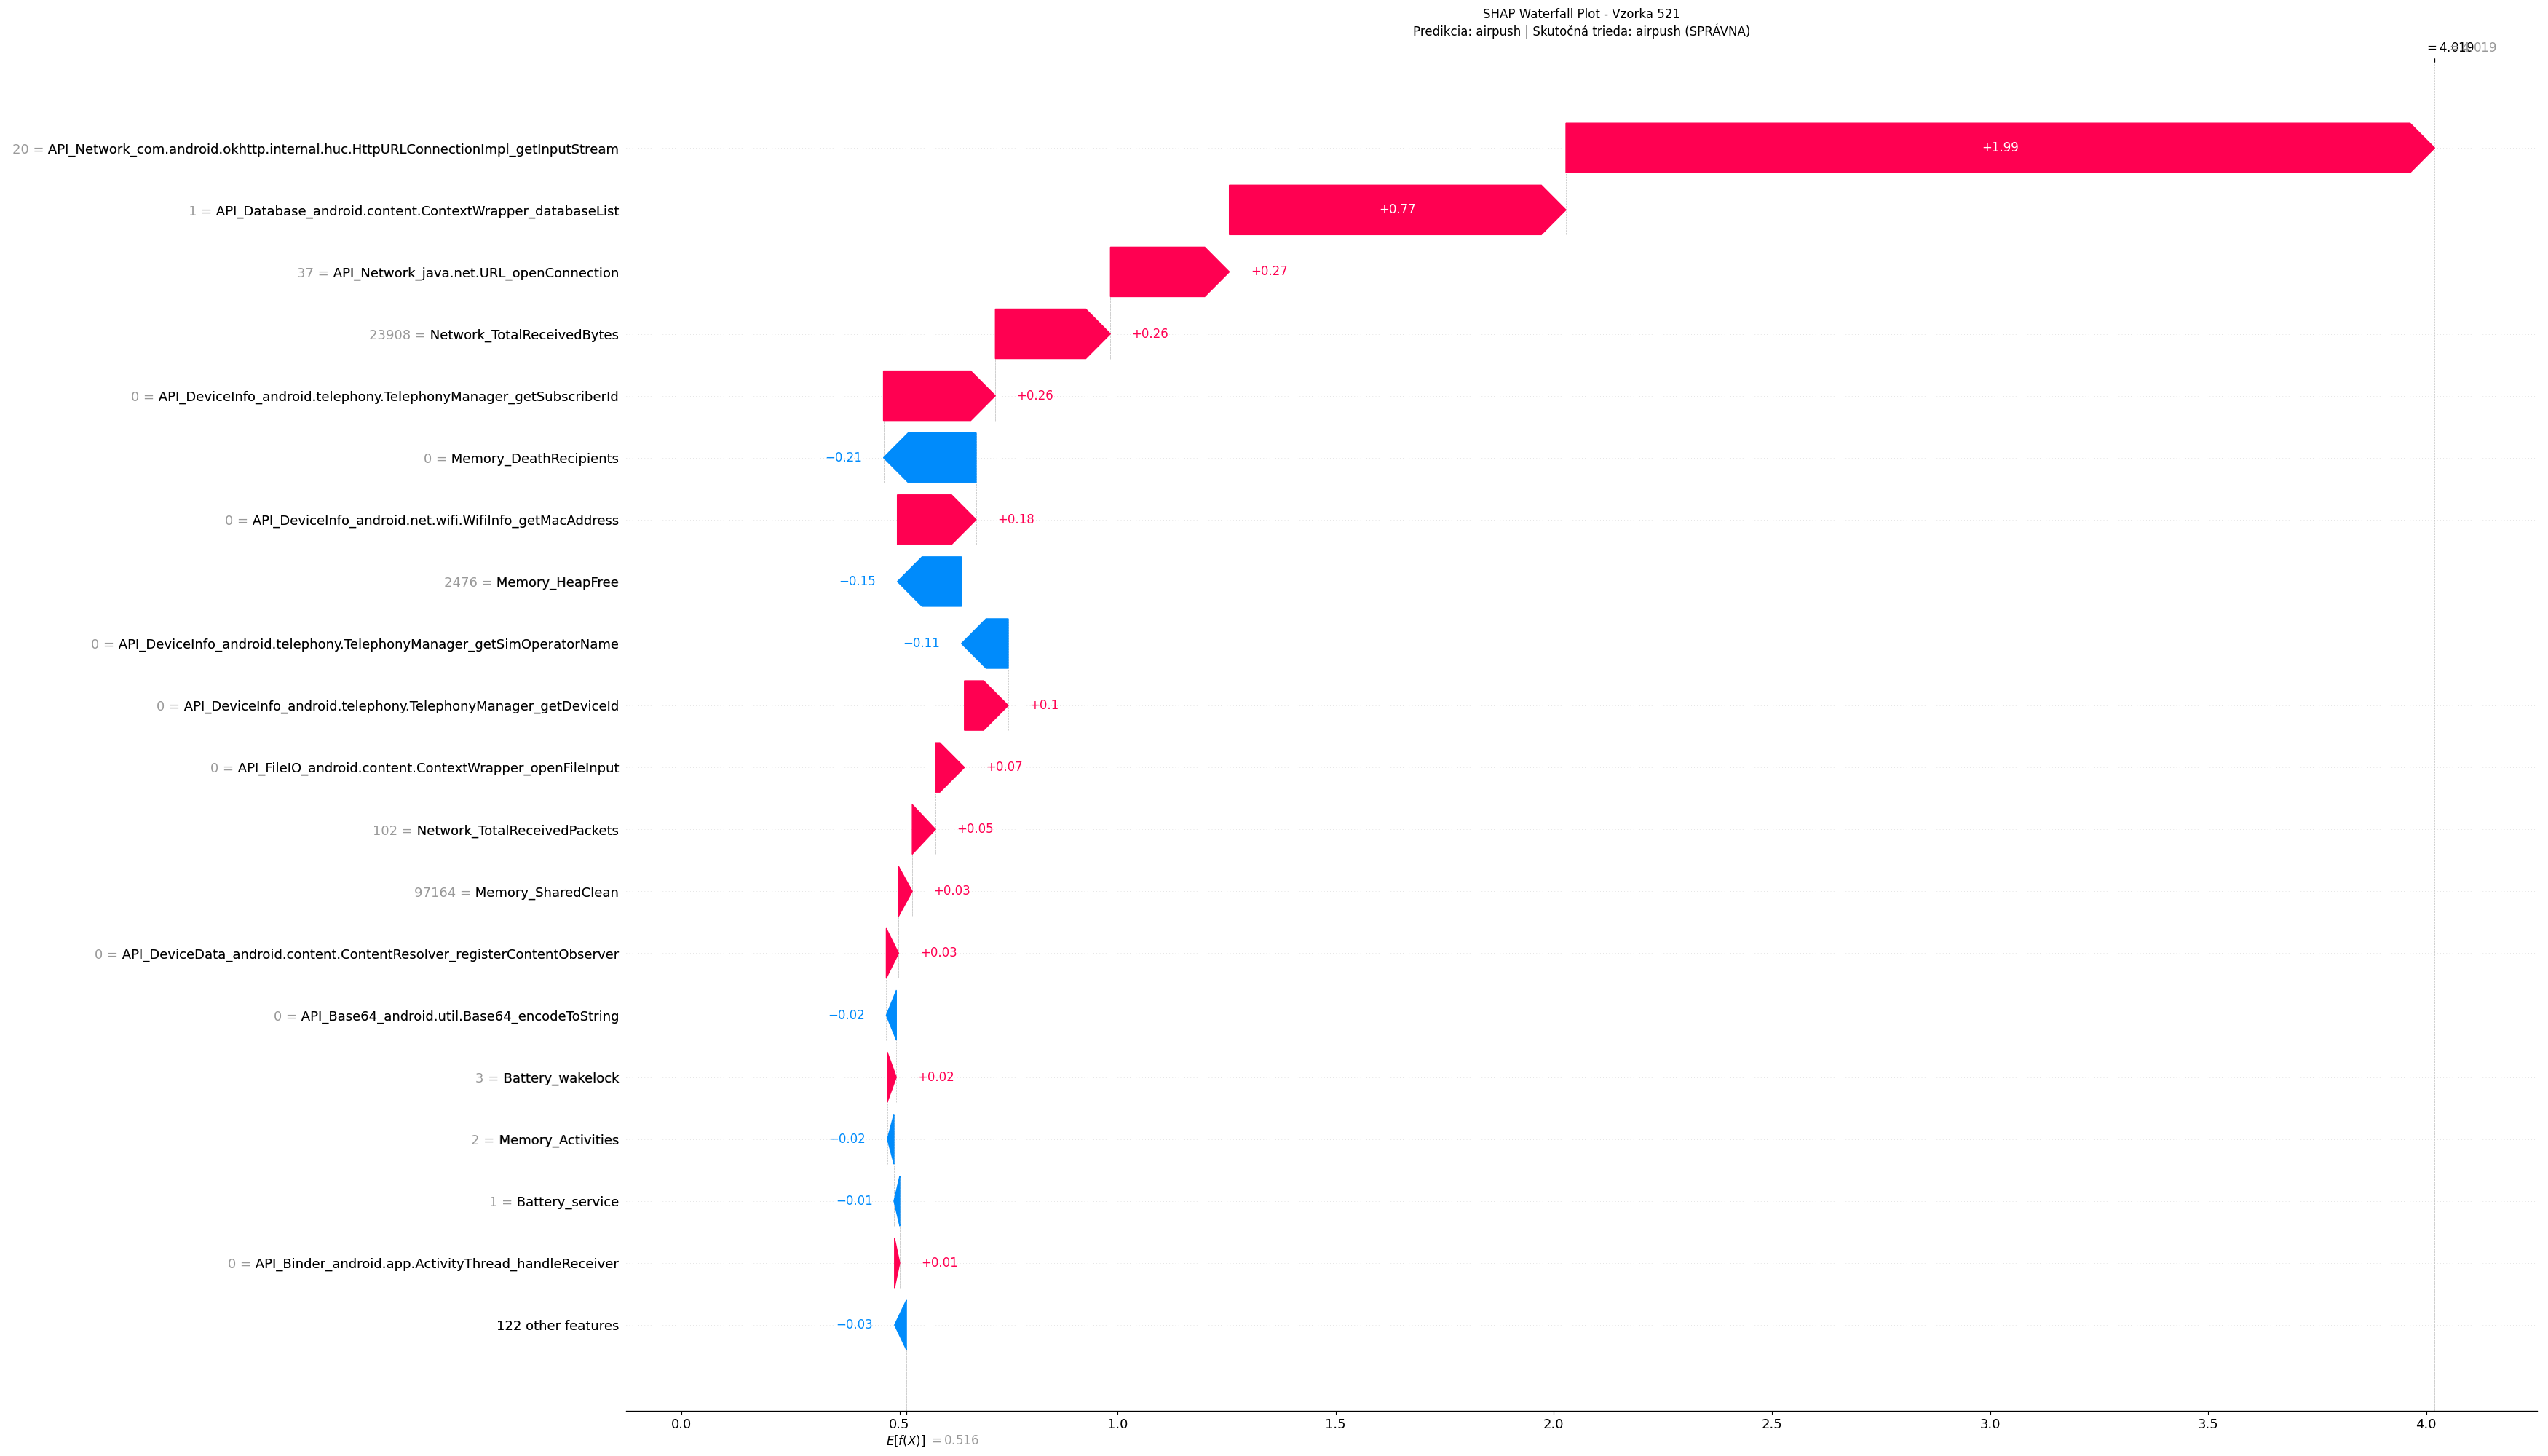 SHAP Waterfall Plot - Vzorka 521
Predikcia: airpush | Skutočná trieda: airpush (SPRÁVNA)
= 4.019
20 = API_Network_com.android.okhttp.internal.huc.HttpURLConnectionImpl_getInputStream +1.99
1 = API_Database_android.content.ContextWrapper_databaseList +0.77
37 = API_Network_java.net.URL_openConnection +0.27
23908 = Network_TotalReceivedBytes +0.26
0 = API_DeviceInfo_android.telephony.TelephonyManager_getSubscriberId +0.26
0 = Memory_DeathRecipients −0.21
0 = API_DeviceInfo_android.net.wifi.WifiInfo_getMacAddress +0.18
2476 = Memory_HeapFree −0.15
0 = API_DeviceInfo_android.telephony.TelephonyManager_getSimOperatorName −0.11
0 = API_DeviceInfo_android.telephony.TelephonyManager_getDeviceId +0.1
0 = API_FileIO_android.content.ContextWrapper_openFileInput +0.07
102 = Network_TotalReceivedPackets +0.05
97164 = Memory_SharedClean +0.03
0 = API_DeviceData_android.content.ContentResolver_registerContentObserver +0.03
0 = API_Base64_android.util.Base64_encodeToString −0.02
3 = Battery_wakelock +0.02
2 = Memory_Activities −0.02
1 = Battery_service −0.01
0 = API_Binder_android.app.ActivityThread_handleReceiver +0.01
122 other features −0.03
0.0 0.5 1.0 1.5 2.0 2.5 3.0 3.5 4.0
E[f(X)] = 0.516